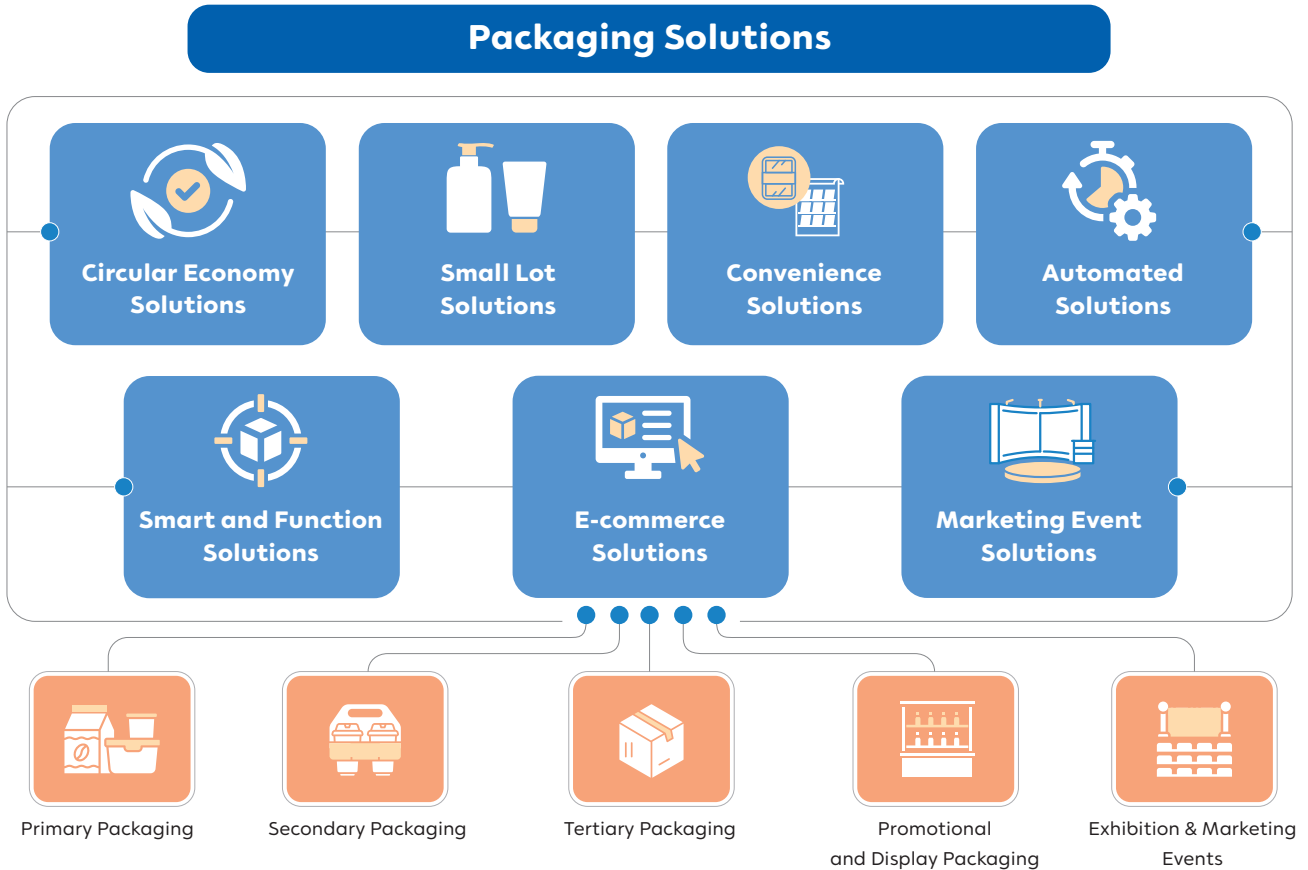 Packaging Solutions
Circular Economy
Solutions
Small Lot
Solutions
Convenience
Solutions
Automated
Solutions
Smart and Function
Solutions
E-commerce
Solutions
Marketing Event
Solutions
Primary Packaging
Secondary Packaging
Tertiary Packaging
Promotional
and Display Packaging
Exhibition & Marketing
Events